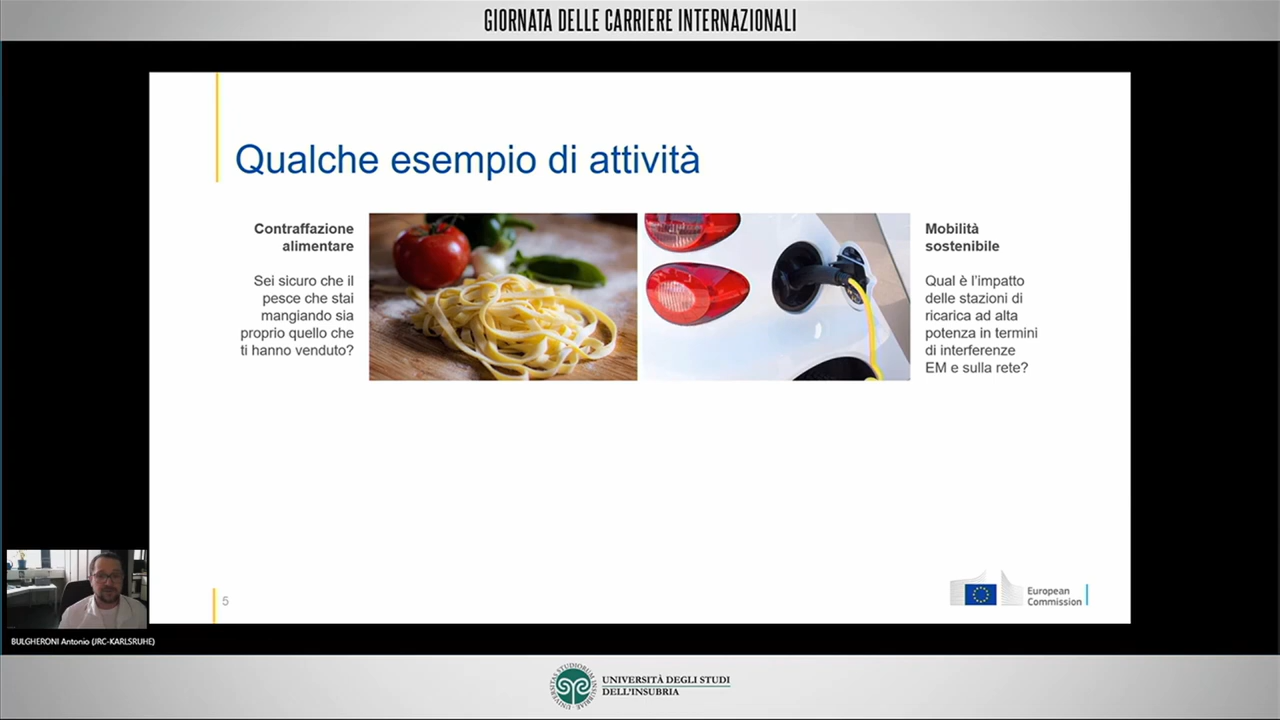 GIORNATA DELLE CARRIERE INTERNAZIONALI
Qualche esempio di attività
Contraffazione
alimentare
Sei sicuro che il
pesce che stai
mangiando sia
proprio quello che
ti hanno venduto?
Mobilità
sostenibile
Qual è l'impatto
delle stazioni di
ricarica ad alta
potenza in termini
di interferenze
EM e sulla rete?
5
European
Commission
BULGHERONI Antonio (JRC-KARLSRUHE)
UNIVERSITÀ DEGLI STUDI
DELL'INSUBRIA